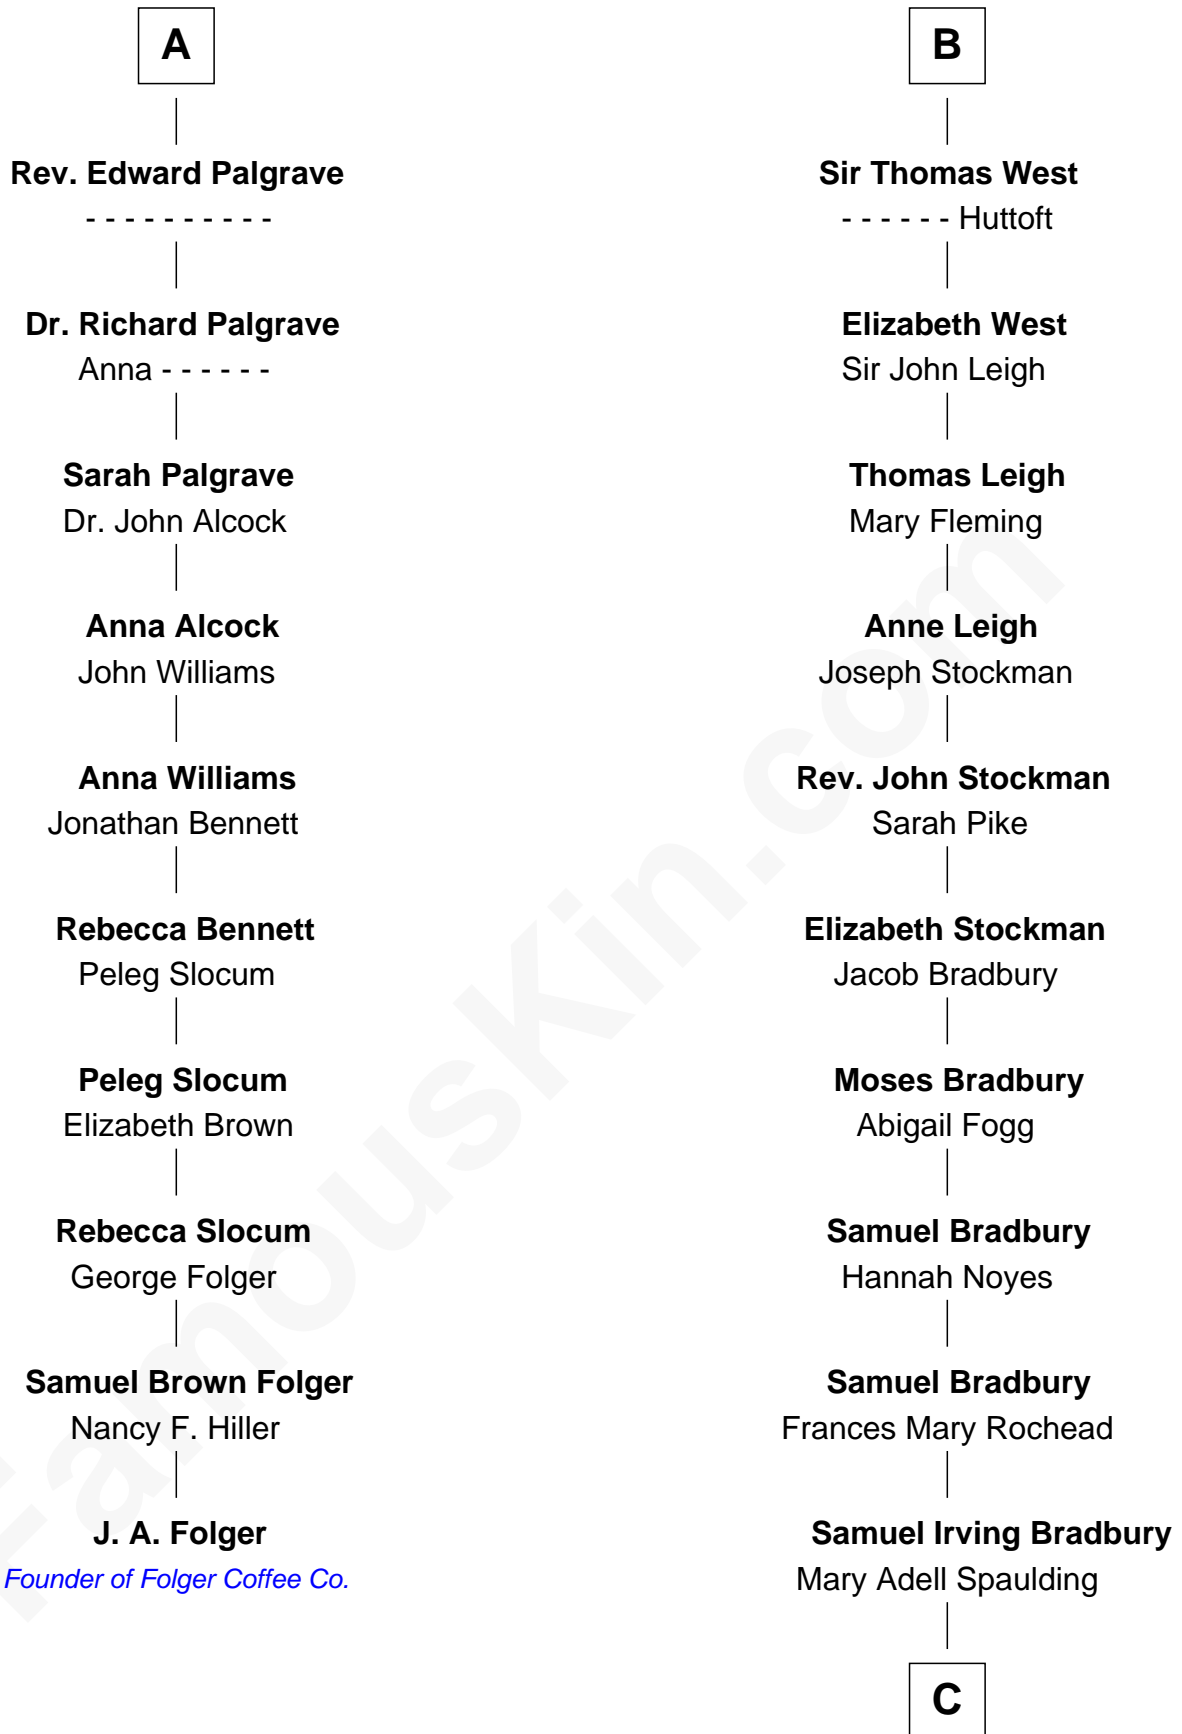 A
Rev. Edward Palgrave
- - - - - - - - - -
Dr. Richard Palgrave
Anna - - - - - -
Sarah Palgrave
Dr. John Alcock
Anna Alcock
John Williams
Anna Williams
Jonathan Bennett
Rebecca Bennett
Peleg Slocum
Peleg Slocum
Elizabeth Brown
Rebecca Slocum
George Folger
Samuel Brown Folger
Nancy F. Hiller
J. A. Folger
Founder of Folger Coffee Co.
B
Sir Thomas West
- - - - - - Huttoft
Elizabeth West
Sir John Leigh
Thomas Leigh
Mary Fleming
Anne Leigh
Joseph Stockman
Rev. John Stockman
Sarah Pike
Elizabeth Stockman
Jacob Bradbury
Moses Bradbury
Abigail Fogg
Samuel Bradbury
Hannah Noyes
Samuel Bradbury
Frances Mary Rochead
Samuel Irving Bradbury
Mary Adell Spaulding
C
FamousKin.com